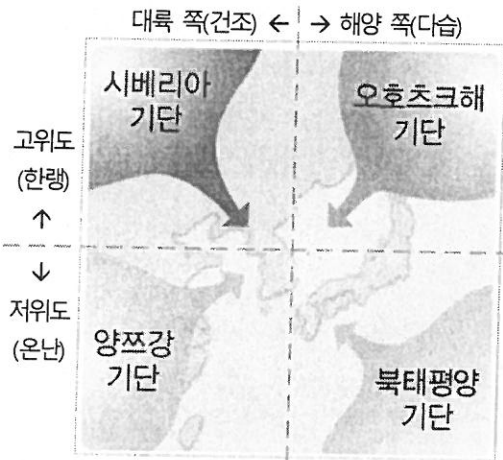 대륙 쪽(건조) ← → 해양 쪽(다습)
시베리아
기단
오호츠크해
기단
고위도
(한랭)
↑
↓
저위도
(온난)
양쯔강
기단
북태평양
기단